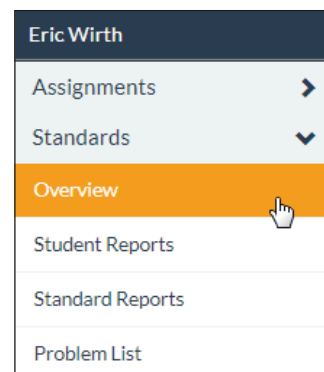 Eric Wirth
Assignments
Standards
Overview
Student Reports
Standard Reports
Problem List